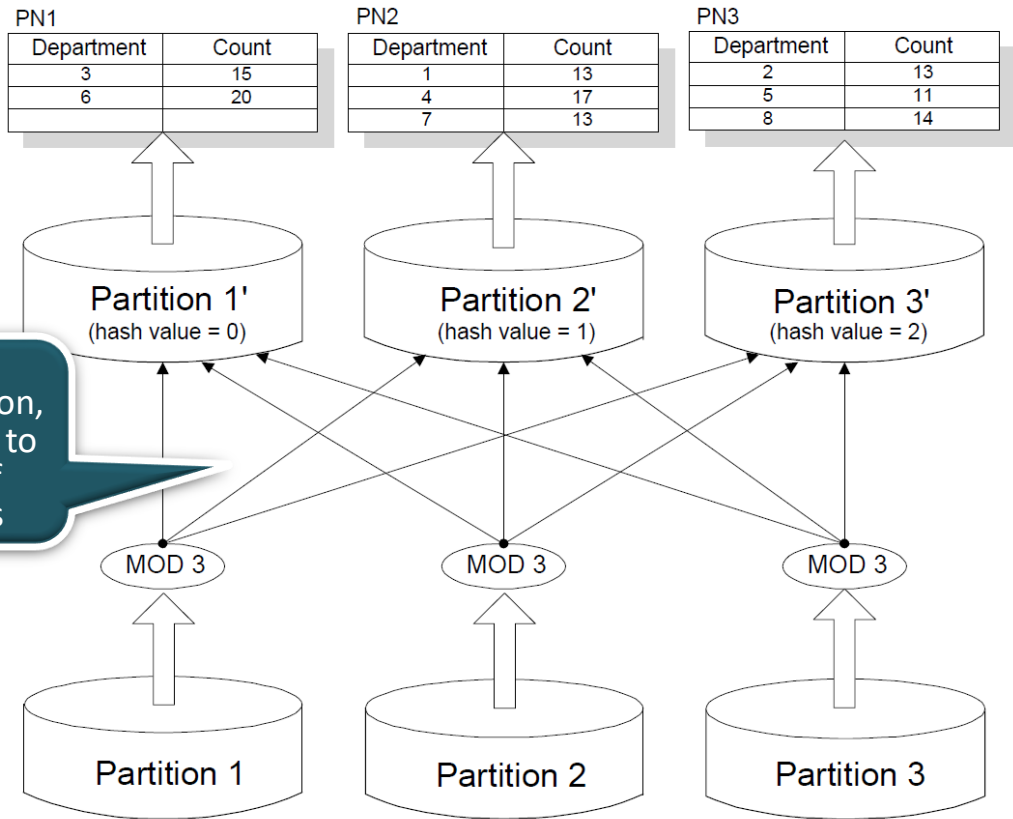 PN1
PN2
PN3
Department Count
3 15
6 20
Department Count
1 13
4 17
7 13
Department Count
2 13
5 11
8 14
Partition 1'
(hash value = 0)
Partition 2'
(hash value = 1)
Partition 3'
(hash value = 2)
to
MOD 3
MOD 3
MOD 3
Partition 1
Partition 2
Partition 3